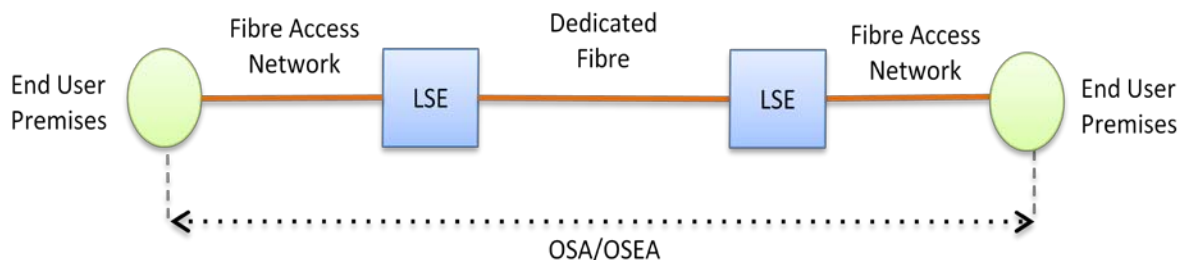 End User
Premises
Fibre Access
Network
LSE
Dedicated
Fibre
LSE
Fibre Access
Network
End User
Premises
OSA/OSEA